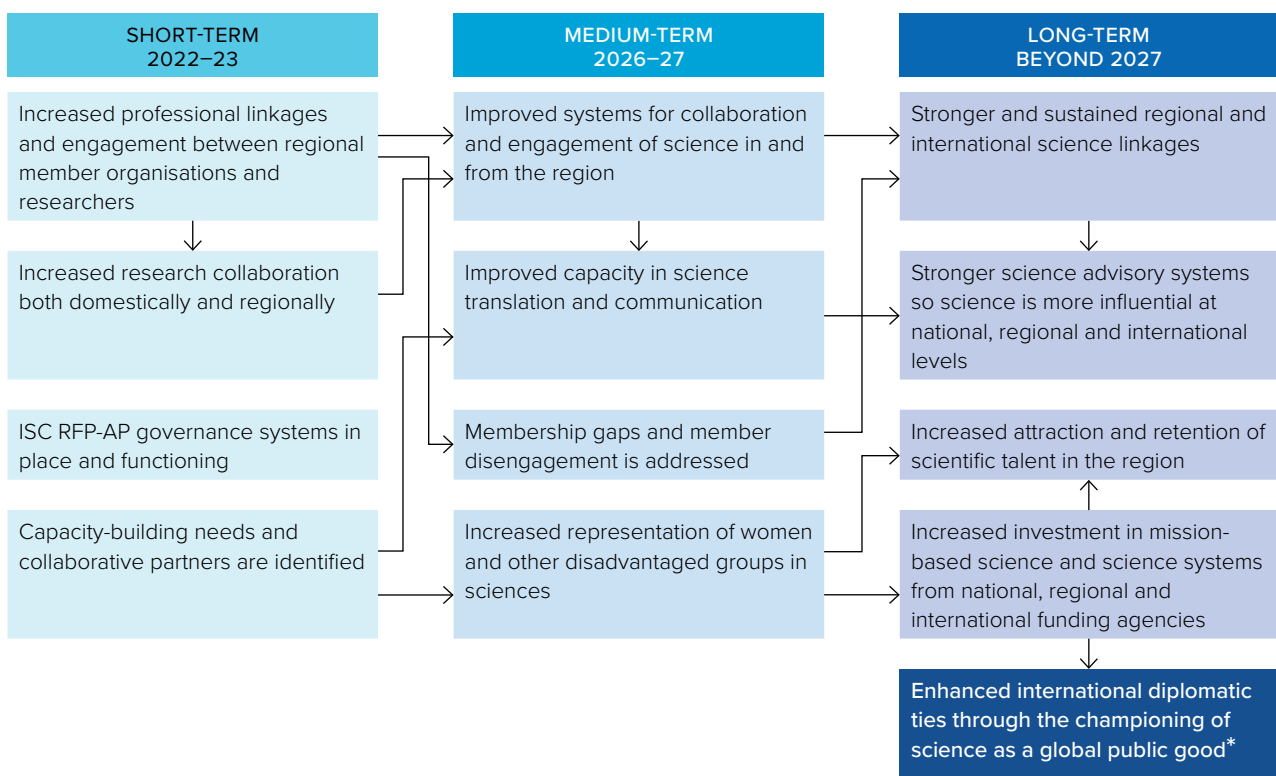 SHORT-TERM
2022–23
MEDIUM-TERM
2026–27
LONG-TERM
BEYOND 2027
Increased professional linkages
and engagement between regional
member organisations and
researchers
Increased research collaboration
both domestically and regionally
ISC RFP-AP governance systems in
place and functioning
Capacity-building needs and
collaborative partners are identified
Improved systems for collaboration
and engagement of science in and
from the region
Improved capacity in science
translation and communication
Membership gaps and member
disengagement is addressed
Increased representation of women
and other disadvantaged groups in
sciences
Stronger and sustained regional and
international science linkages
Stronger science advisory systems
so science is more influential at
national, regional and international
levels
Increased attraction and retention of
scientific talent in the region
Increased investment in mission-
based science and science systems
from national, regional and
international funding agencies
Enhanced international diplomatic
ties through the championing of
science as a global public good*